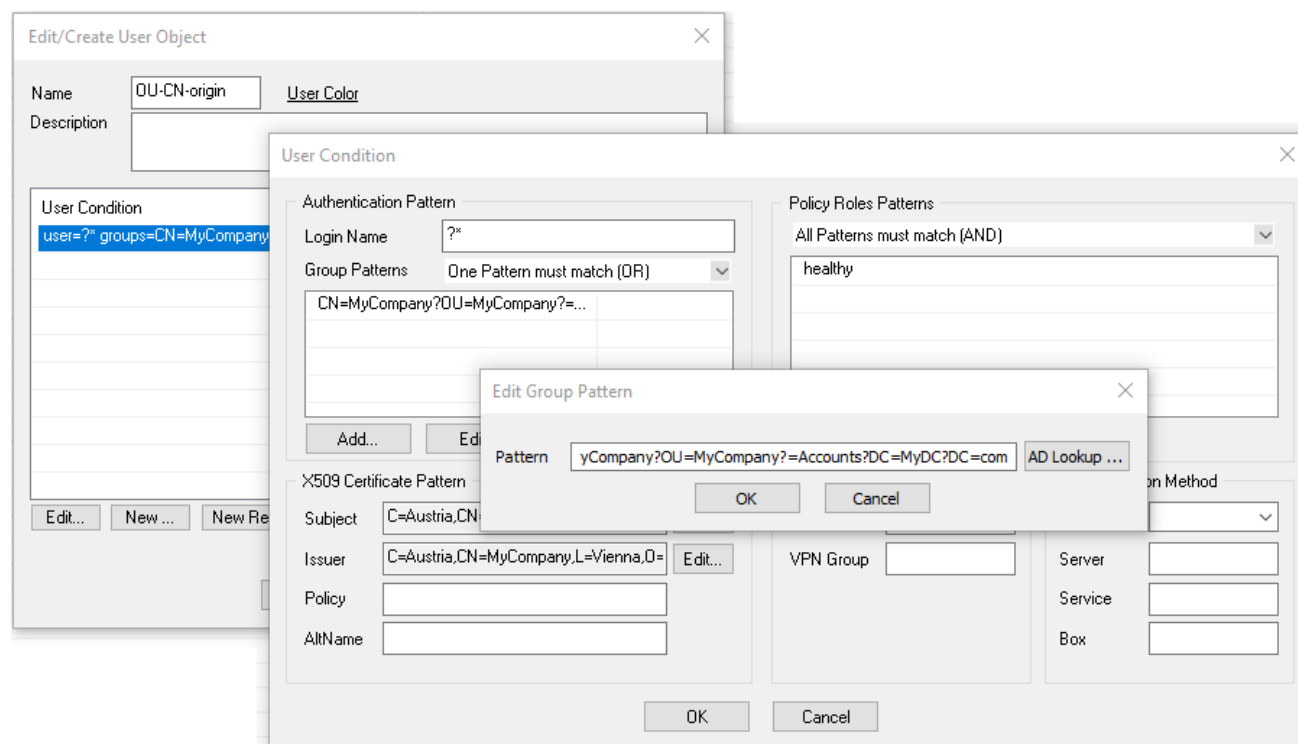 Edit/Create User Object
Name
OU-CN-origin
User Color
Description
User Condition
user=?* groups=CN=MyCompany
Edit...
New ...
New Re
User Condition
Authentication Pattern
Login Name
?*
Group Patterns
One Pattern must match (OR)
CN=MyCompany?OU=MyCompany?=...
Add...
Edi
Policy Roles Patterns
All Patterns must match (AND)
healthy
Edit Group Pattern
Pattern
yCompany?OU=MyCompany?=Accounts?DC=MyDC?DC=com
AD Lookup ...
OK
Cancel
X509 Certificate Pattern
Subject
C=Austria,CN=
Issuer
C=Austria,CN=MyCompany,L=Vienna,O=
Edit...
Policy
AltName
VPN Group
on Method
Server
Service
Box
OK
Cancel